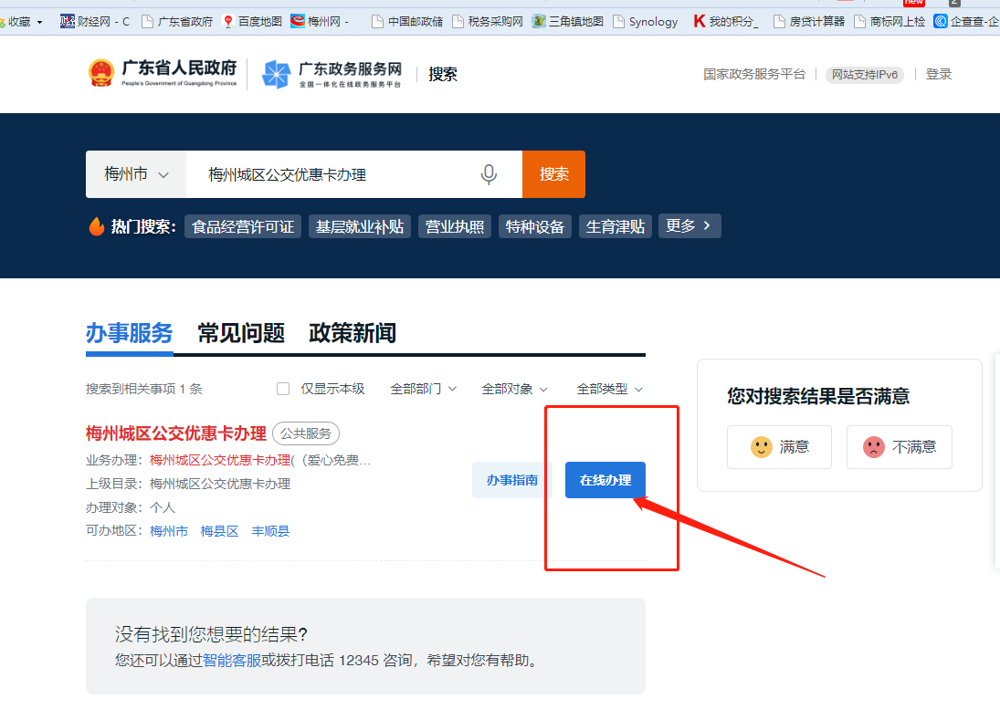 new 2
收藏 财经网 - C 广东省政府 百度地图 梅州网 - 中国邮政储 税务采购网 三角镇地图 Synology 我的积分_ 房贷计算器 商标网上检 企查查-企
广东省人民政府 广东政务服务网 搜索 国家政务服务平台 网站支持IPv6 登录
People's Government of Guangdong Province 全国一体化在线政务服务平台
梅州市 梅州城区公交优惠卡办理 搜索
热门搜索: 食品经营许可证 基层就业补贴 营业执照 特种设备 生育津贴 更多
办事服务 常见问题 政策新闻
搜索到相关事项 1 条 仅显示本级 全部部门 全部对象 全部类型
您对搜索结果是否满意
满意 不满意
梅州城区公交优惠卡办理 公共服务
业务办理: 梅州城区公交优惠卡办理(（爱心免费…
上级目录: 梅州城区公交优惠卡办理
办理对象: 个人
可办地区: 梅州市 梅县区 丰顺县
办事指南 在线办理
没有找到您想要的结果?
您还可以通过智能客服或拨打电话 12345 咨询，希望对您有帮助。